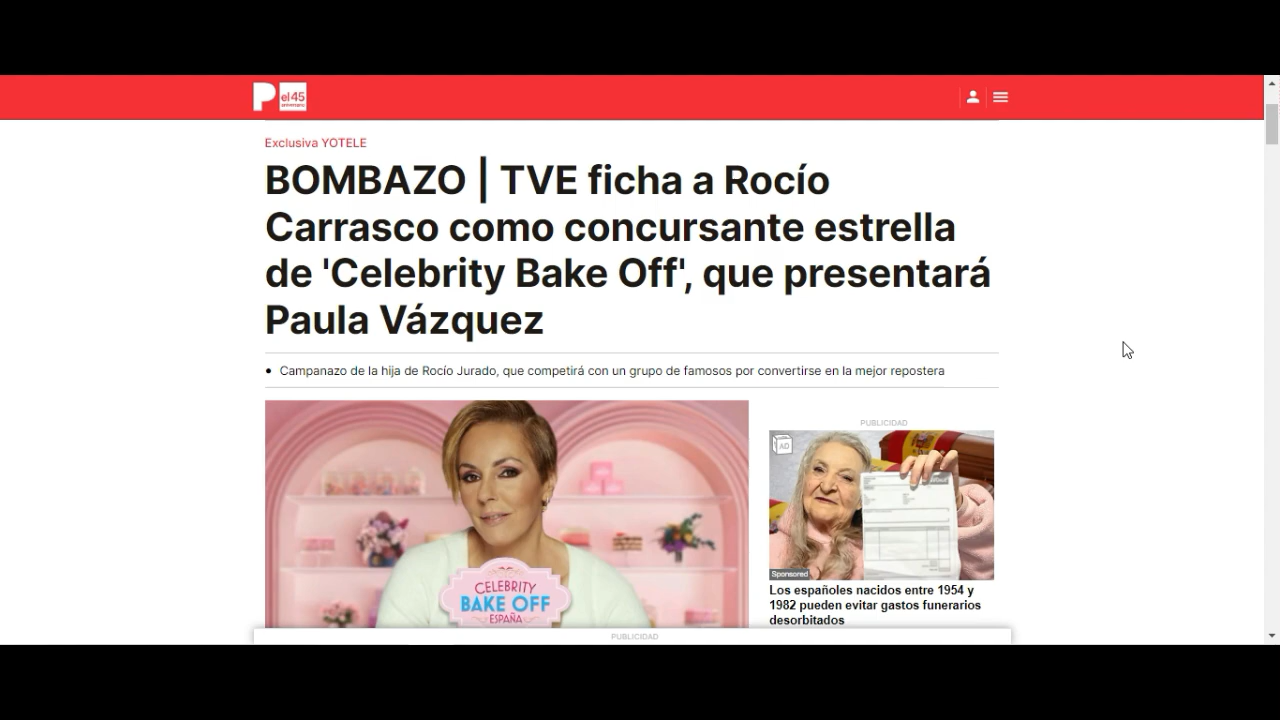 P el 45
aniversario
Exclusiva YOTELE
BOMBAZO | TVE ficha a Rocío
Carrasco como concursante estrella
de 'Celebrity Bake Off', que presentará
Paula Vázquez
• Campanazo de la hija de Rocío Jurado, que competirá con un grupo de famosos por convertirse en la mejor repostera
CELEBRITY
BAKE OFF
ESPAÑA
PUBLICIDAD
AD
Sponsored
Los españoles nacidos entre 1954 y
1982 pueden evitar gastos funerarios
desorbitados
PUBLICIDAD